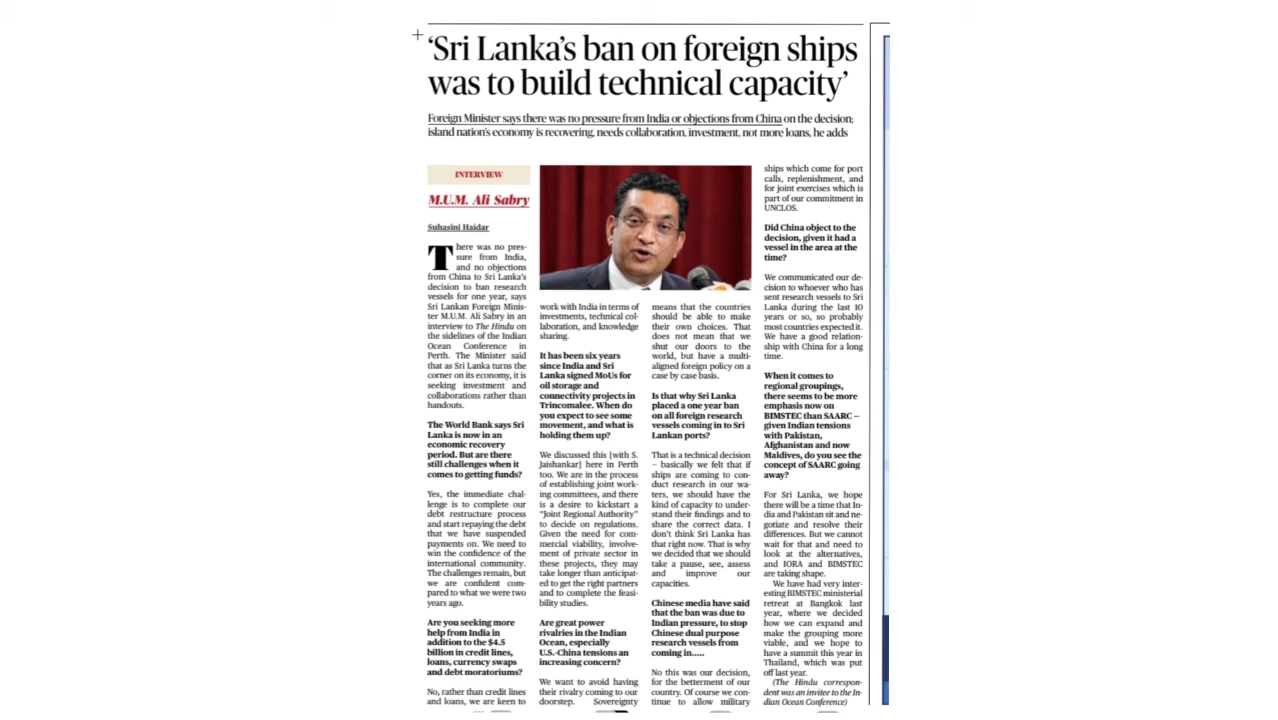 ‘Sri Lanka’s ban on foreign ships
was to build technical capacity’
Foreign Minister says there was no pressure from India or objections from China on the decision;
island nation’s economy is recovering, needs collaboration, investment, not more loans, he adds
INTERVIEW
M.U.M. Ali Sabry
Suhasini Haidar
There was no pres-
sure from India,
and no objections
from China to Sri Lanka’s
decision to ban research
vessels for one year, says
Sri Lankan Foreign Minis-
ter M.U.M. Ali Sabry in an
interview to The Hindu on
the sidelines of the Indian
Ocean Conference in
Perth. The Minister said
that as Sri Lanka turns the
corner on its economy, it is
seeking investment and
collaborations rather than
handouts.
The World Bank says Sri
Lanka is now in an
economic recovery
period. But are there
still challenges when it
comes to getting funds?
Yes, the immediate chal-
lenge is to complete our
debt restructure process
and start repaying the debt
that we have suspended
payments on. We need to
win the confidence of the
international community.
The challenges remain, but
we are confident com-
pared to what we were two
years ago.
Are you seeking more
help from India in
addition to the $4.5
billion in credit lines,
loans, currency swaps
and debt moratoriums?
No, rather than credit lines
and loans, we are keen to
work with India in terms of
investments, technical col-
laboration, and knowledge
sharing.
It has been six years
since India and Sri
Lanka signed MoUs for
oil storage and
connectivity projects in
Trincomalee. When do
you expect to see some
movement, and what is
holding them up?
We discussed this [with S.
Jaishankar] here in Perth
too. We are in the process
of establishing joint work-
ing committees, and there
is a desire to kickstart a
“Joint Regional Authority”
to decide on regulations.
Given the need for com-
mercial viability, involve-
ment of private sector in
these projects, they may
take longer than anticipat-
ed to get the right partners
and to complete the feasi-
bility studies.
Are great power
rivalries in the Indian
Ocean, especially
U.S.-China tensions an
increasing concern?
We want to avoid having
their rivalry coming to our
doorstep. Sovereignty
means that the countries
should be able to make
their own choices. That
does not mean that we
shut our doors to the
world, but have a multi-
aligned foreign policy on a
case by case basis.
Is that why Sri Lanka
placed a one year ban
on all foreign research
vessels coming in to Sri
Lankan ports?
That is a technical decision
– basically we felt that if
ships are coming to con-
duct research in our wa-
ters, we should have the
kind of capacity to under-
stand their findings and to
share the correct data. I
don’t think Sri Lanka has
that right now. That is why
we decided that we should
take a pause, see, assess
and improve our
capacities.
Chinese media have said
that the ban was due to
Indian pressure, to stop
Chinese dual purpose
research vessels from
coming in.....
No this was our decision,
for the betterment of our
country. Of course we con-
tinue to allow military
ships which come for port
calls, replenishment, and
for joint exercises which is
part of our commitment in
UNCLOS.
Did China object to the
decision, given it had a
vessel in the area at the
time?
We communicated our de-
cision to whoever who has
sent research vessels to Sri
Lanka during the last 10
years or so, so probably
most countries expected it.
We have a good relation-
ship with China for a long
time.
When it comes to
regional groupings,
there seems to be more
emphasis now on
BIMSTEC than SAARC –
given Indian tensions
with Pakistan,
Afghanistan and now
Maldives, do you see the
concept of SAARC going
away?
For Sri Lanka, we hope
there will be a time that In-
dia and Pakistan sit and ne-
gotiate and resolve their
differences. But we cannot
wait for that and need to
look at the alternatives,
and IORA and BIMSTEC
are taking shape.
We have had very inter-
esting BIMSTEC ministerial
retreat at Bangkok last
year, where we decided
how we can expand and
make the grouping more
viable, and we hope to
have a summit this year in
Thailand, which was put
off last year.
(The Hindu correspon-
dent was an invitee to the In-
dian Ocean Conference)